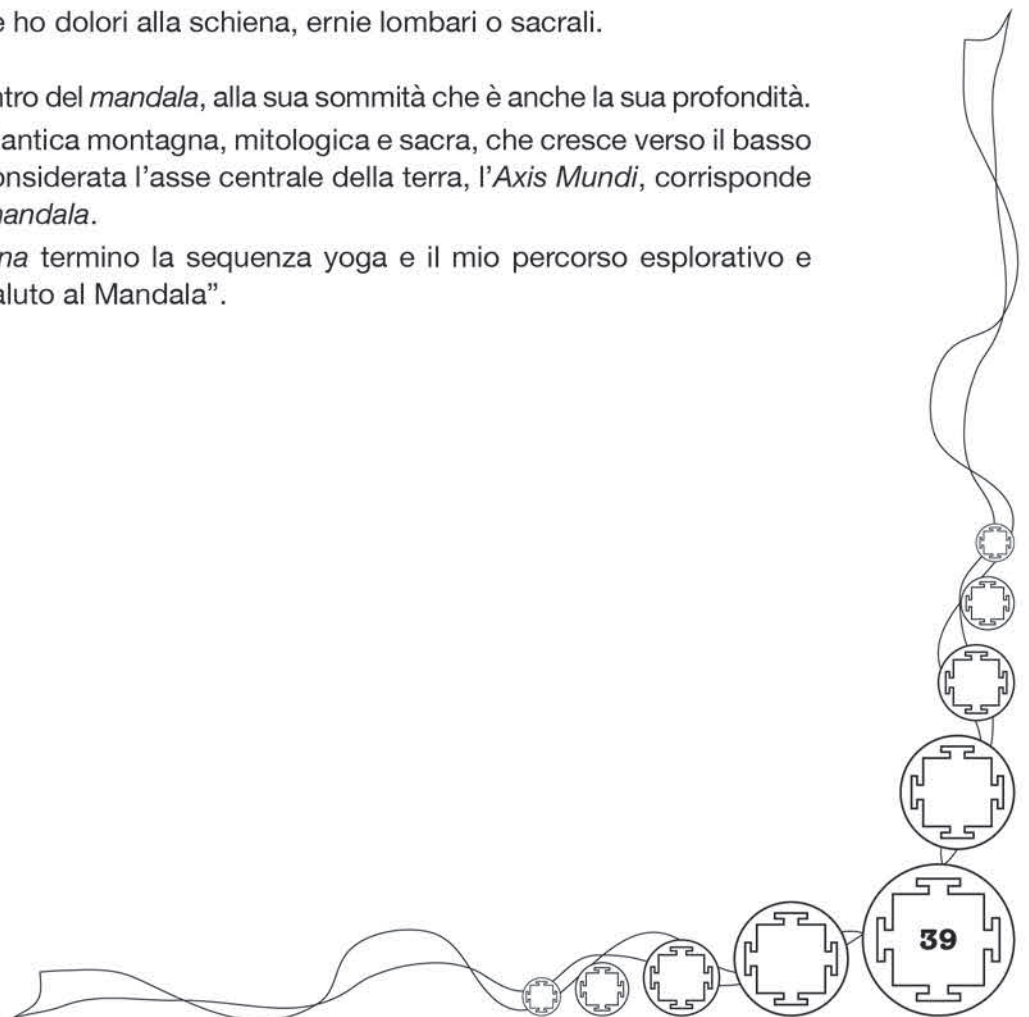 e ho dolori alla schiena, ernie lombari o sacrali.
ntro del mandala, alla sua sommità che è anche la sua profondità.
antica montagna, mitologica e sacra, che cresce verso il basso
onsiderata l'asse centrale della terra, l'Axis Mundi, corrisponde
nandala.
na termino la sequenza yoga e il mio percorso esplorativo e
aluto al Mandala”.
39